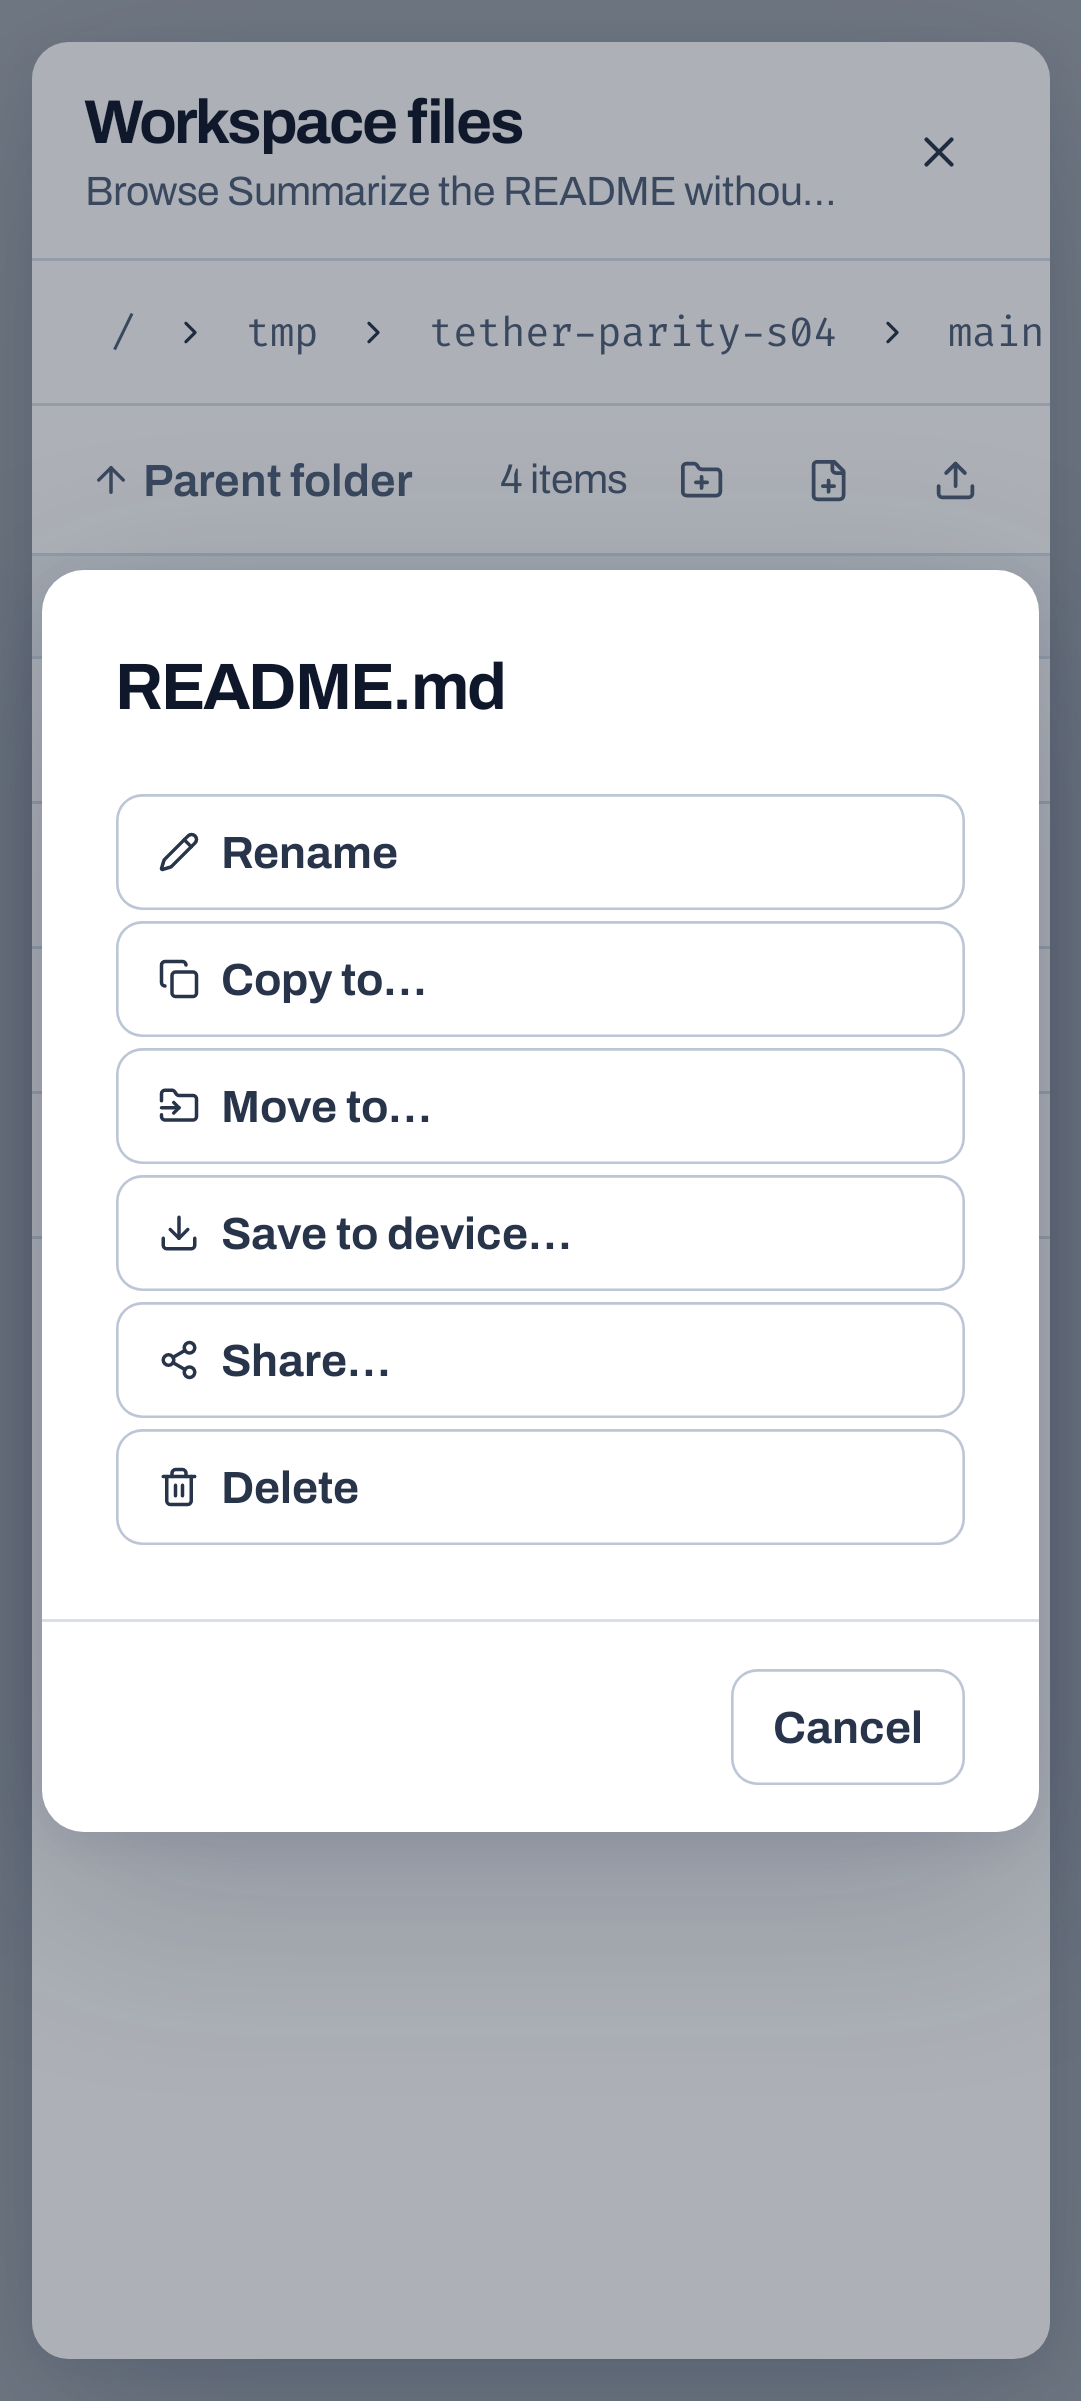 Workspace files
Browse Summarize the README withou...
/ > tmp > tether-parity-s04 > main
Parent folder 4 items
README.md
Rename
Copy to...
Move to...
Save to device...
Share...
Delete
Cancel